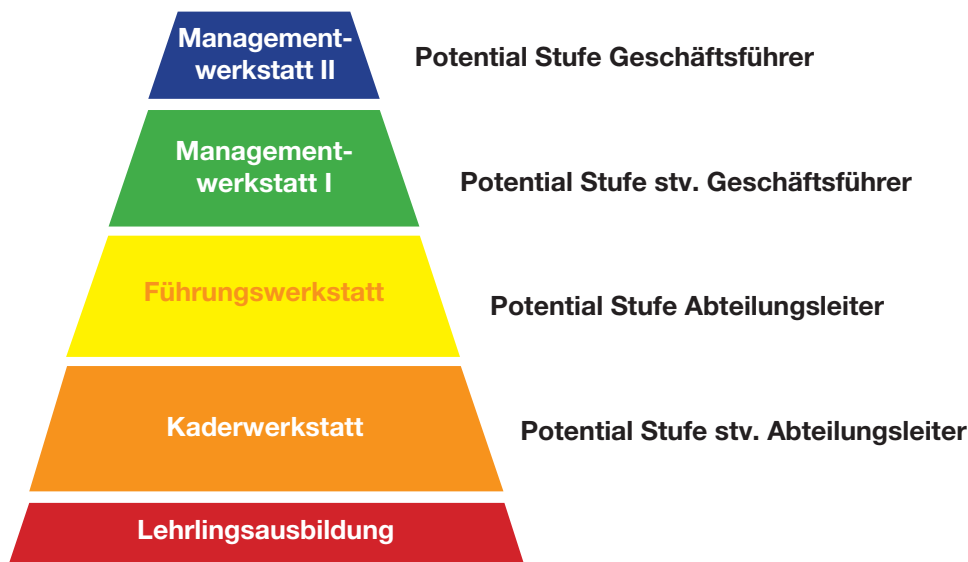 Management-
werkstatt II
Potential Stufe Geschäftsführer
Management-
werkstatt I
Potential Stufe stv. Geschäftsführer
Führungswerkstatt
Potential Stufe Abteilungsleiter
Kaderwerkstatt
Potential Stufe stv. Abteilungsleiter
Lehrlingsausbildung